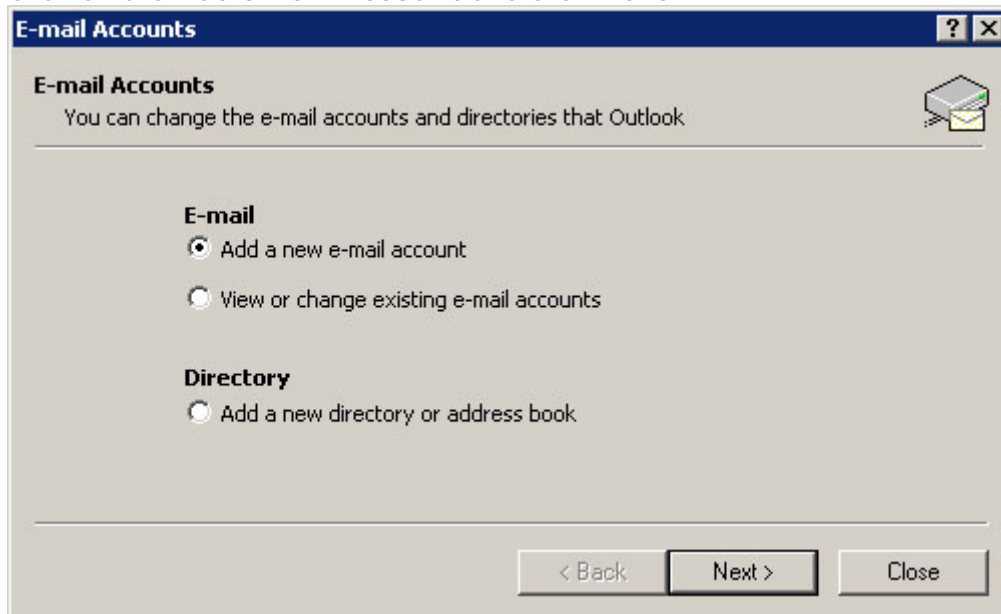 E-mail Accounts
E-mail Accounts
You can change the e-mail accounts and directories that Outlook
E-mail
Add a new e-mail account
View or change existing e-mail accounts
Directory
Add a new directory or address book
< Back Next > Close